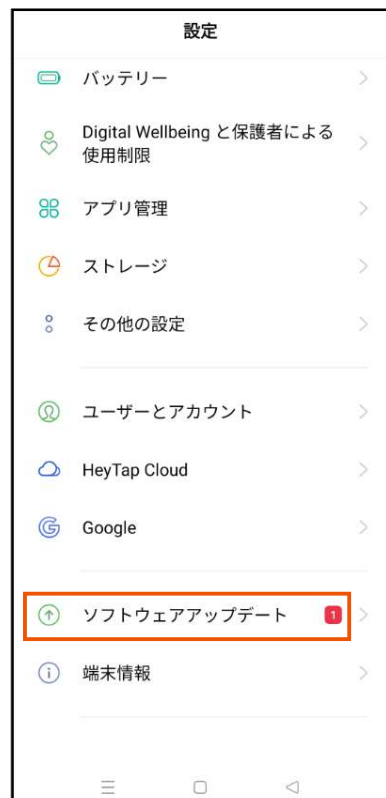 設定
バッテリー
Digital Wellbeing と保護者による
使用制限
アプリ管理
ストレージ
その他の設定
ユーザーとアカウント
HeyTap Cloud
Google
ソフトウェアアップデート 1
端末情報